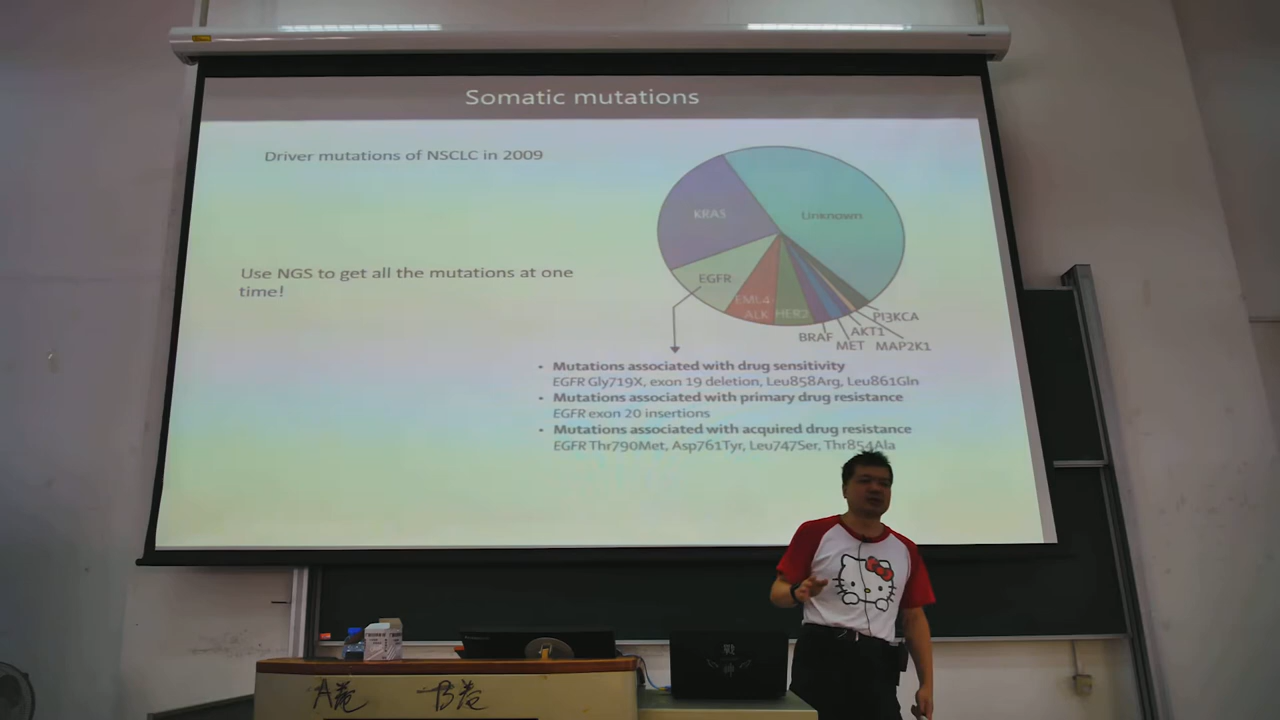 Somatic mutations
Driver mutations of NSCLC in 2009
Use NGS to get all the mutations at one
time!
Unknown
KRAS
EGFR
EML4-
ALK
HER2
BRAF
MET
AKT1
MAP2K1
PI3KCA
• Mutations associated with drug sensitivity
EGFR Gly719X, exon 19 deletion, Leu858Arg, Leu861Gln
• Mutations associated with primary drug resistance
EGFR exon 20 insertions
• Mutations associated with acquired drug resistance
EGFR Thr790Met, Asp761Tyr, Leu747Ser, Thr854Ala
戰
神
A卷 B卷